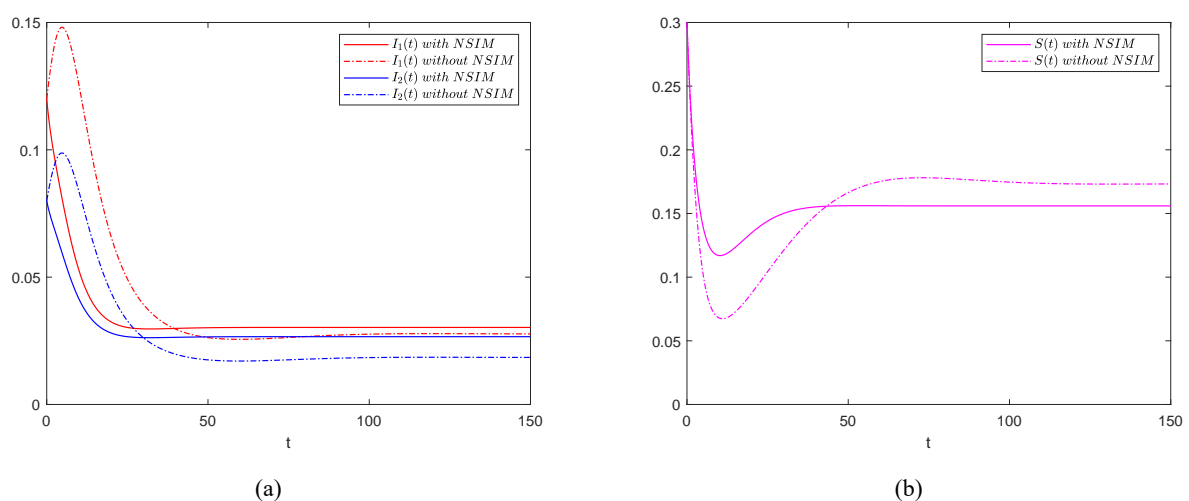 0.15
0.1
0.05
0
0
50
100
150
t
I₁(t) with NSIM
I₁(t) without NSIM
I₂(t) with NSIM
I₂(t) without NSIM
(a)
0.3
0.25
0.2
0.15
0.1
0.05
0
0
50
100
150
t
S(t) with NSIM
S(t) without NSIM
(b)